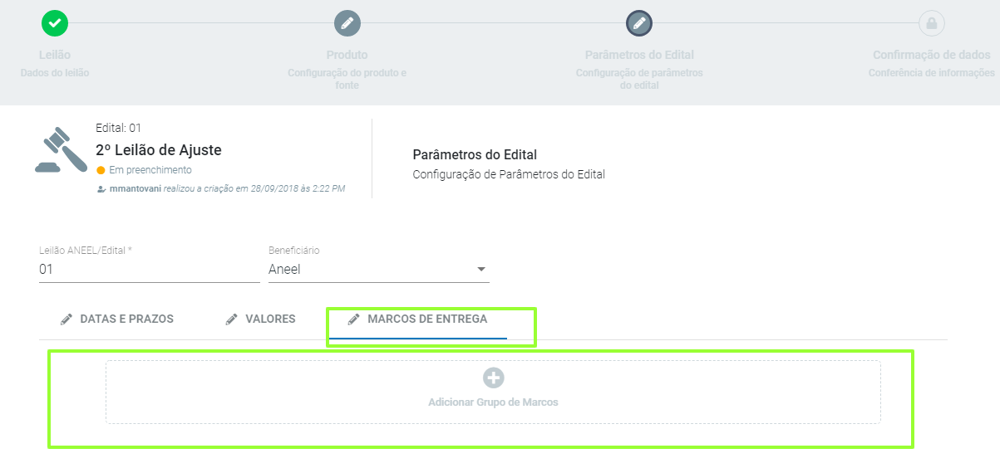 Leilão
Dados do leilão
Produto
Configuração do produto e
fonte
Parâmetros do Edital
Configuração de parâmetros
do edital
Confirmação de dados
Conferência de informações
Edital: 01
2º Leilão de Ajuste
Em preenchimento
mmantovani realizou a criação em 28/09/2018 às 2:22 PM
Parâmetros do Edital
Configuração de Parâmetros do Edital
Leilão ANEEL/Edital *
01
Beneficiário
Aneel
DATAS E PRAZOS
VALORES
MARCOS DE ENTREGA
Adicionar Grupo de Marcos